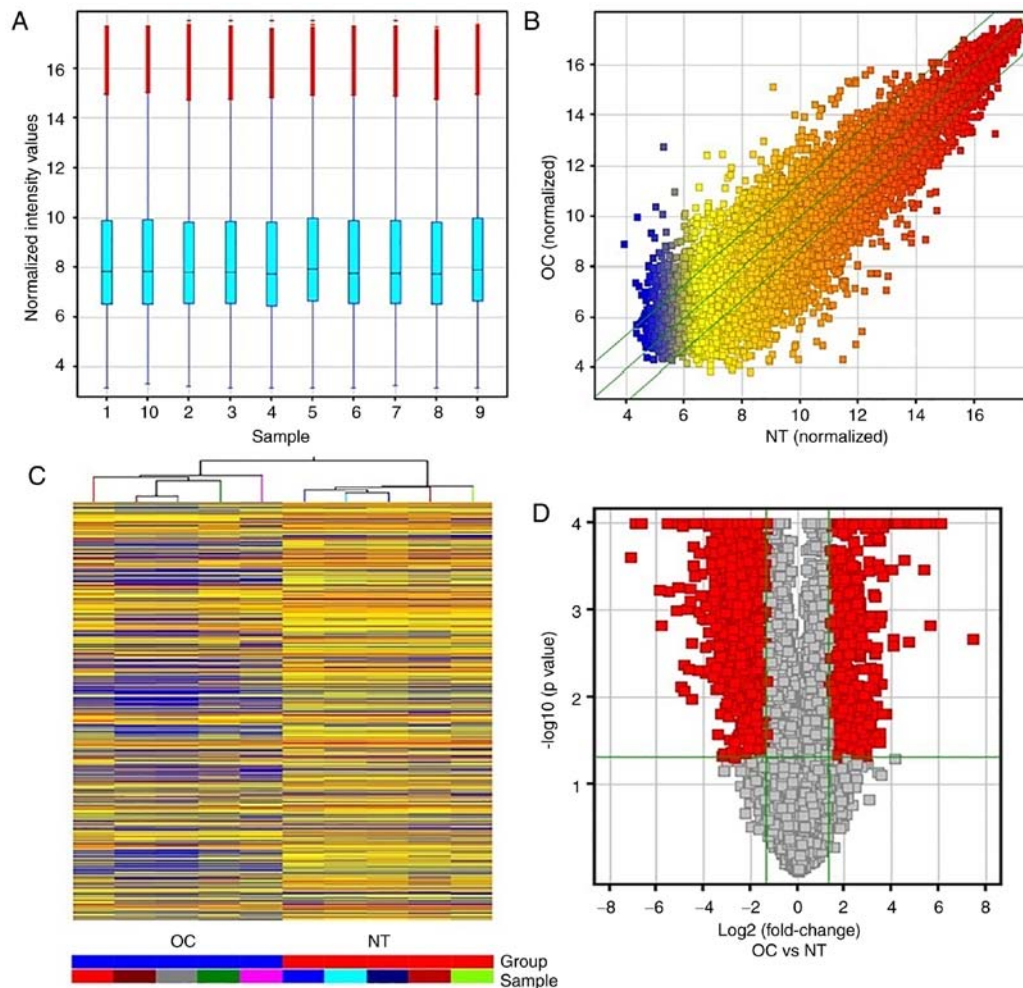 A
Normalized intensity values
16
14
12
10
8
6
4
1 10 2 3 4 5 6 7 8 9
Sample
B
OC (normalized)
16
14
12
10
8
6
4
4 6 8 10 12 14 16
NT (normalized)
C
OC NT
Group
Sample
D
-log10 (p value)
4
3
2
1
−8 −6 −4 −2 0 2 4 6 8
Log2 (fold-change)
OC vs NT